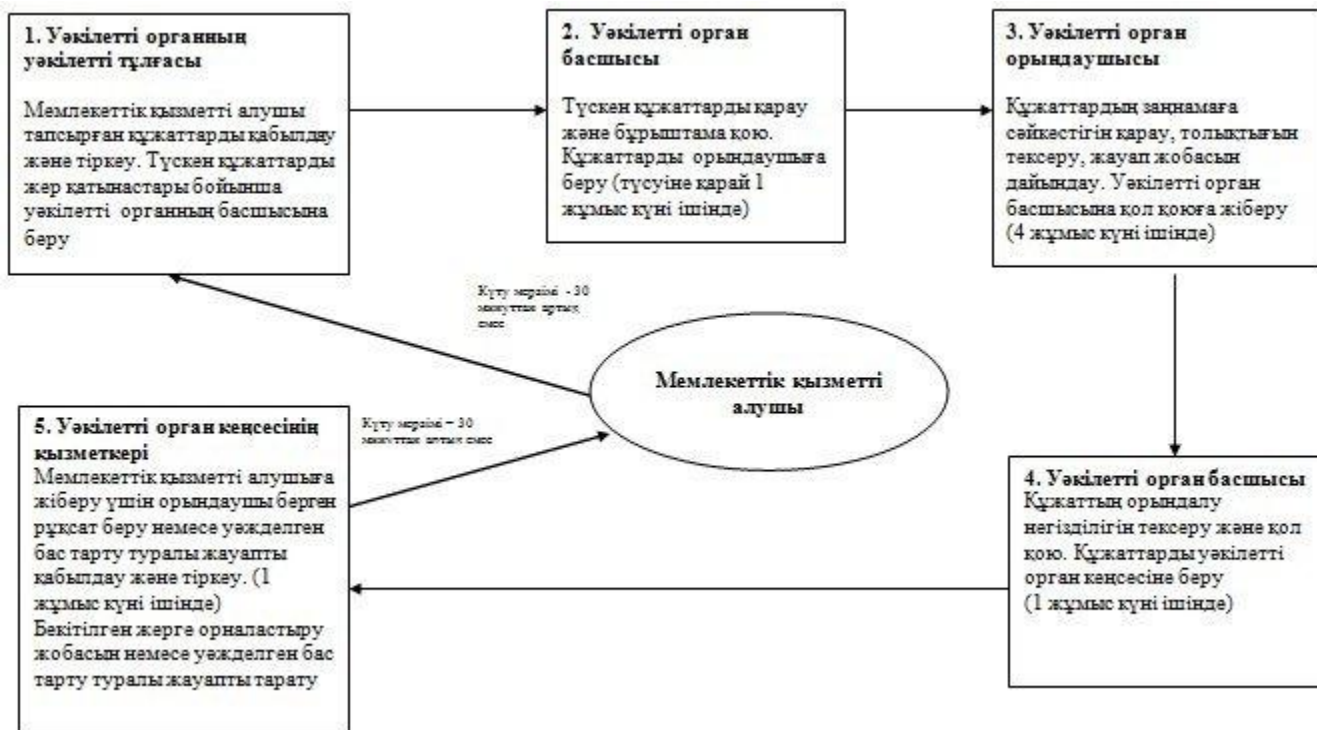 1. Уәкілетті органның
уәкілетті тұлғасы
Мемлекеттік қызметті алушы
тапсырған құжаттарды қабылдау
және тіркеу. Түскен құжаттарды
жер қатынастары бойынша
уәкілетті органның басшысына
беру
2. Уәкілетті орган
басшысы
Түскен құжаттарды қарау
және бұрыштама қою.
Құжаттарды орындаушыға
беру (түсуіне қарай 1
жұмыс күні ішінде)
3. Уәкілетті орган
орындаушысы
Құжаттардың заңнамаға
сәйкестігін қарау, толықтығын
тексеру, жауап жобасын
дайындау. Уәкілетті орган
басшысына қол қоюға жіберу
(4 жұмыс күні ішінде)
Күту мерзімі - 30
минуттан артық
емес
Мемлекеттік қызметті
алушы
Күту мерзімі – 30
минуттан артық емес
4. Уәкілетті орган басшысы
Құжаттың орындалу
негізділігін тексеру және қол
қою. Құжаттарды уәкілетті
орган кеңсесіне беру
(1 жұмыс күні ішінде)
5. Уәкілетті орган кеңсесінің
қызметкері
Мемлекеттік қызметті алушыға
жіберу үшін орындаушы берген
рұқсат беру немесе уәжделген
бас тарту туралы жауапты
қабылдау және тіркеу. (1
жұмыс күні ішінде)
Бекітілген жерге орналастыру
жобасын немесе уәжделген бас
тарту туралы жауапты тарату